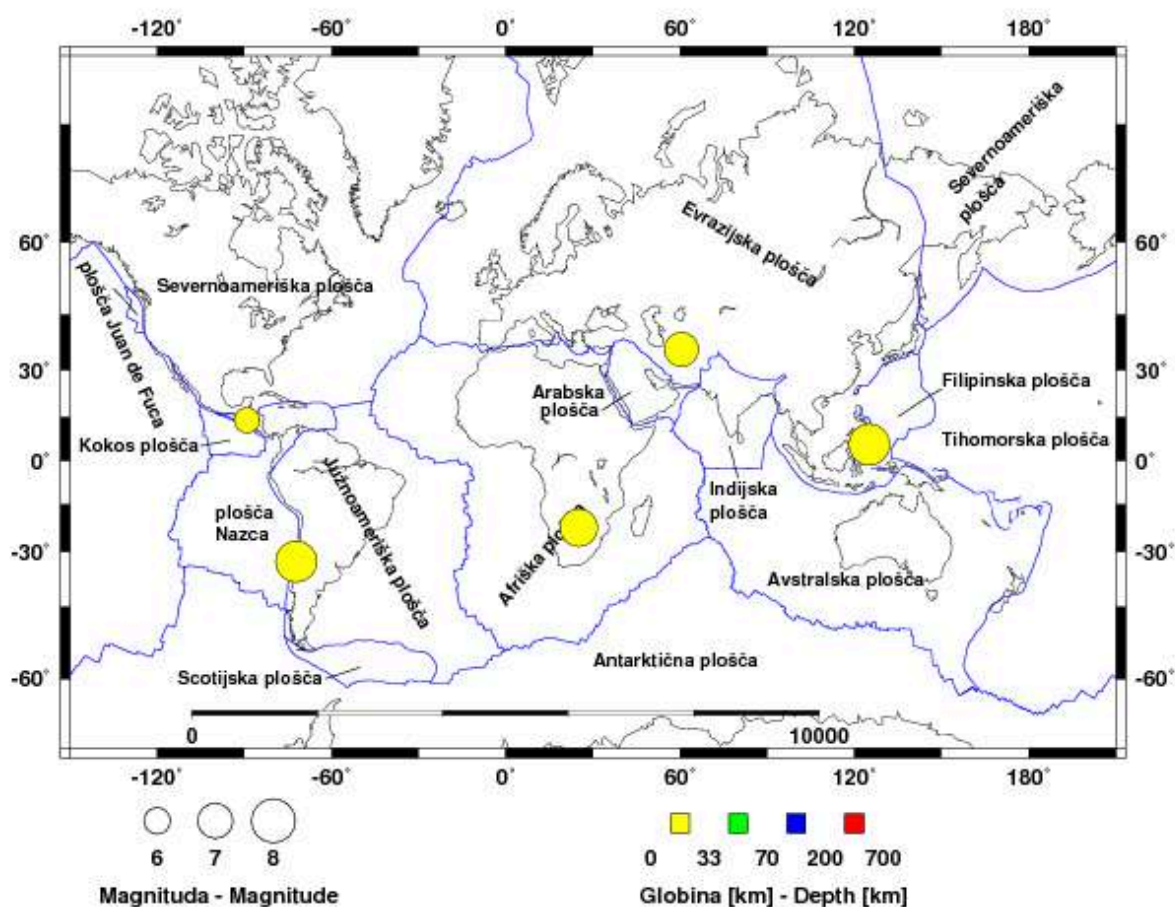 -120° -60° 0° 60° 120° 180°
60° 60°
30° 30°
0° 0°
-30° -30°
-60° -60°
Severnoameriška
plošča
Evrazijska plošča
Severnoameriška plošča
plošča Juan de Fuca
Arabska
plošča
Filipinska plošča
Kokos plošča
Tihomorska plošča
Južnoameriška plošča
Indijska
plošča
plošča
Nazca
Afriška plo
Avstralska plošča
Antarktična plošča
Scotijska plošča
0 10000
-120° -60° 0° 60° 120° 180°
6 7 8
0 33 70 200 700
Magnituda - Magnitude
Globina [km] - Depth [km]